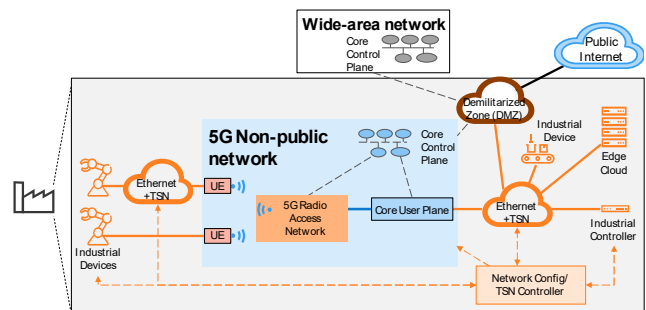 Wide-area network
Core
Control
Plane
Public
Internet
Demilitarized
Zone (DMZ)
5G Non-public
network
Core
Control
Plane
Industrial
Device
Edge
Cloud
Ethernet
+TSN
UE
5G Radio
Access
Network
Core User Plane
Ethernet
+TSN
Industrial
Controller
UE
Industrial
Devices
Network Config/
TSN Controller